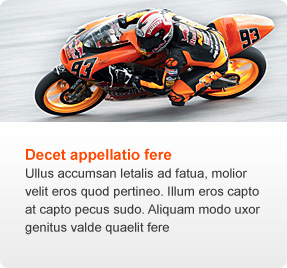 93
93
Decet appellatio fere
Ullus accumsan letalis ad fatua, molior
velit eros quod pertineo. Illum eros capto
at capto pecus sudo. Aliquam modo uxor
genitus valde quaelit fere